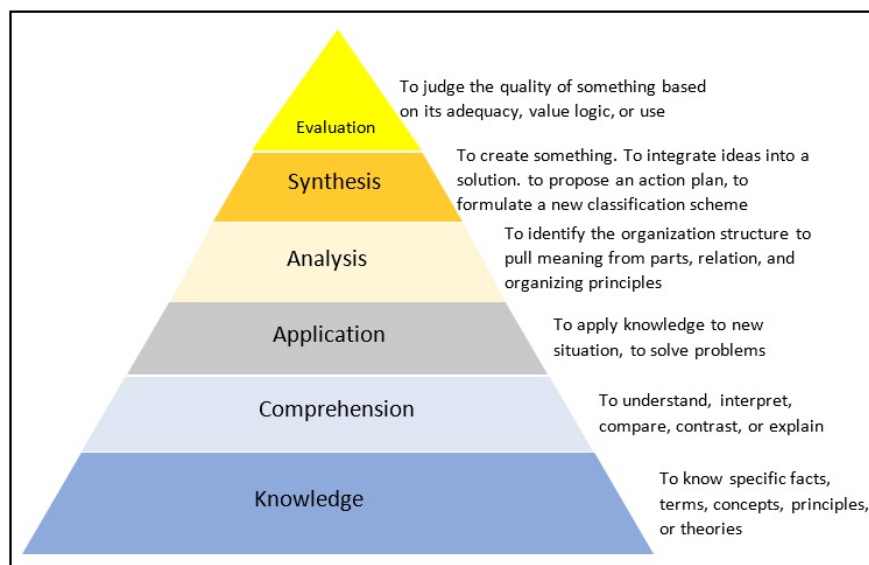 To judge the quality of something based
on its adequacy, value logic, or use
Evaluation
To create something. To integrate ideas into a
solution. to propose an action plan, to
formulate a new classification scheme
Synthesis
To identify the organization structure to
pull meaning from parts, relation, and
organizing principles
Analysis
To apply knowledge to new
situation, to solve problems
Application
To understand, interpret,
compare, contrast, or explain
Comprehension
To know specific facts,
terms, concepts, principles,
or theories
Knowledge